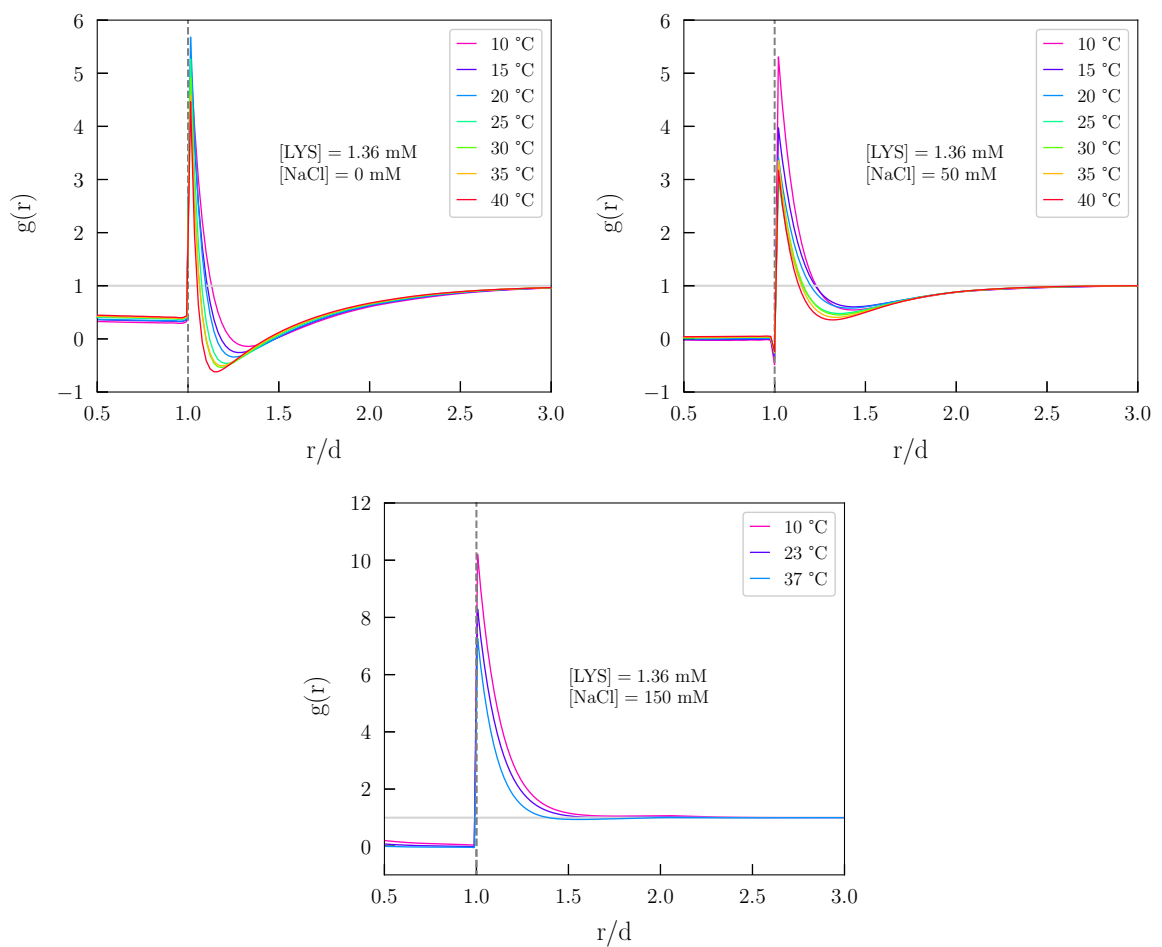 6
5
4
3
2
1
0
−1
g(r)
0.5 1.0 1.5 2.0 2.5 3.0
r/d
10 °C
15 °C
20 °C
25 °C
30 °C
35 °C
40 °C
[LYS] = 1.36 mM
[NaCl] = 0 mM
6
5
4
3
2
1
0
−1
g(r)
0.5 1.0 1.5 2.0 2.5 3.0
r/d
10 °C
15 °C
20 °C
25 °C
30 °C
35 °C
40 °C
[LYS] = 1.36 mM
[NaCl] = 50 mM
12
10
8
6
4
2
0
g(r)
0.5 1.0 1.5 2.0 2.5 3.0
r/d
10 °C
23 °C
37 °C
[LYS] = 1.36 mM
[NaCl] = 150 mM